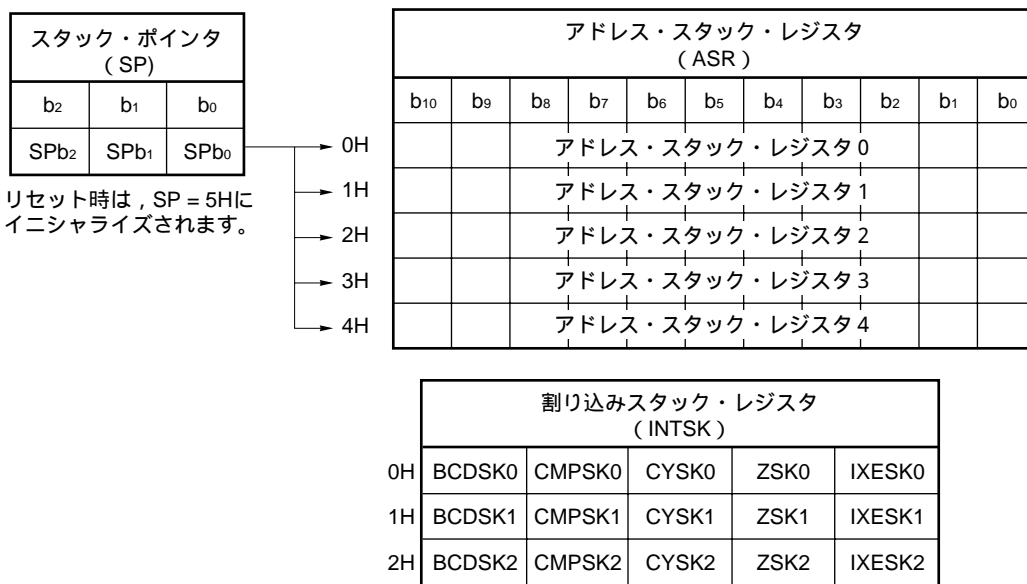 スタック・ポインタ
( SP)
b2 b1 b0
SPb2 SPb1 SPb0
リセット時は , SP = 5Hに
イニシャライズされます。
アドレス・スタック・レジスタ
( ASR )
b10 b9 b8 b7 b6 b5 b4 b3 b2 b1 b0
0H アドレス・スタック・レジスタ 0
1H アドレス・スタック・レジスタ 1
2H アドレス・スタック・レジスタ 2
3H アドレス・スタック・レジスタ 3
4H アドレス・スタック・レジスタ 4
割り込みスタック・レジスタ
( INTSK )
0H BCDSK0 CMPSK0 CYSK0 ZSK0 IXESK0
1H BCDSK1 CMPSK1 CYSK1 ZSK1 IXESK1
2H BCDSK2 CMPSK2 CYSK2 ZSK2 IXESK2